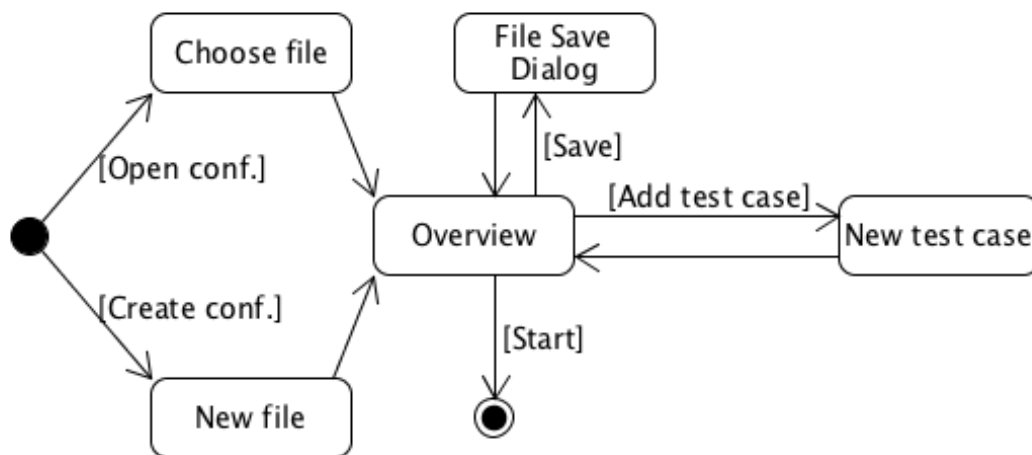 Choose file
File Save
Dialog
[Open conf.]
[Save]
[Add test case]
Overview
New test case
[Create conf.]
[Start]
New file